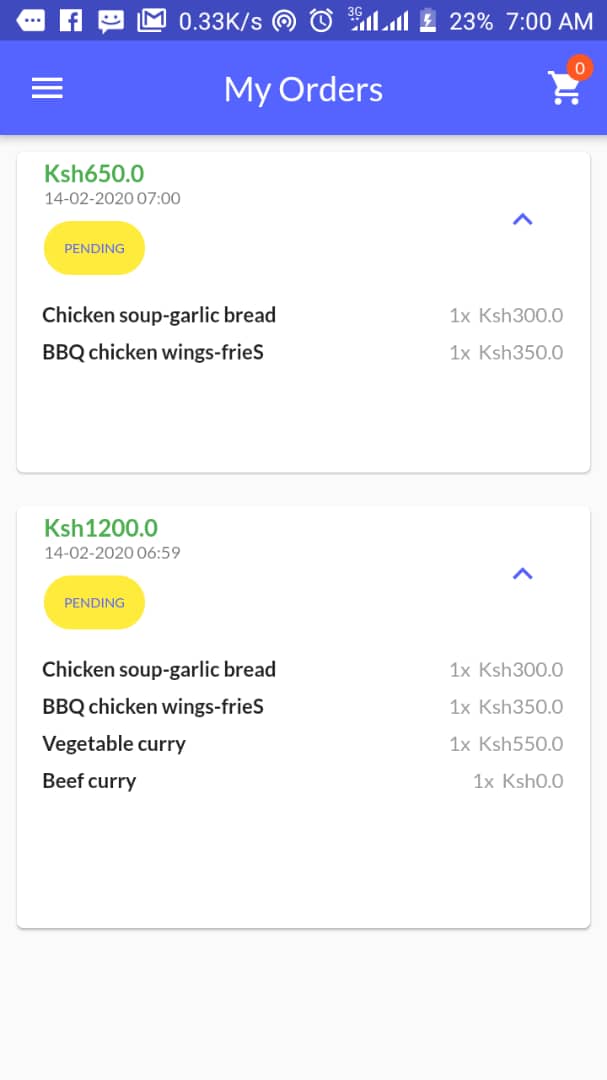 0.33K/s 3G 23% 7:00 AM
My Orders
0
Ksh650.0
14-02-2020 07:00
PENDING
Chicken soup-garlic bread 1x Ksh300.0
BBQ chicken wings-frieS 1x Ksh350.0
Ksh1200.0
14-02-2020 06:59
PENDING
Chicken soup-garlic bread 1x Ksh300.0
BBQ chicken wings-frieS 1x Ksh350.0
Vegetable curry 1x Ksh550.0
Beef curry 1x Ksh0.0